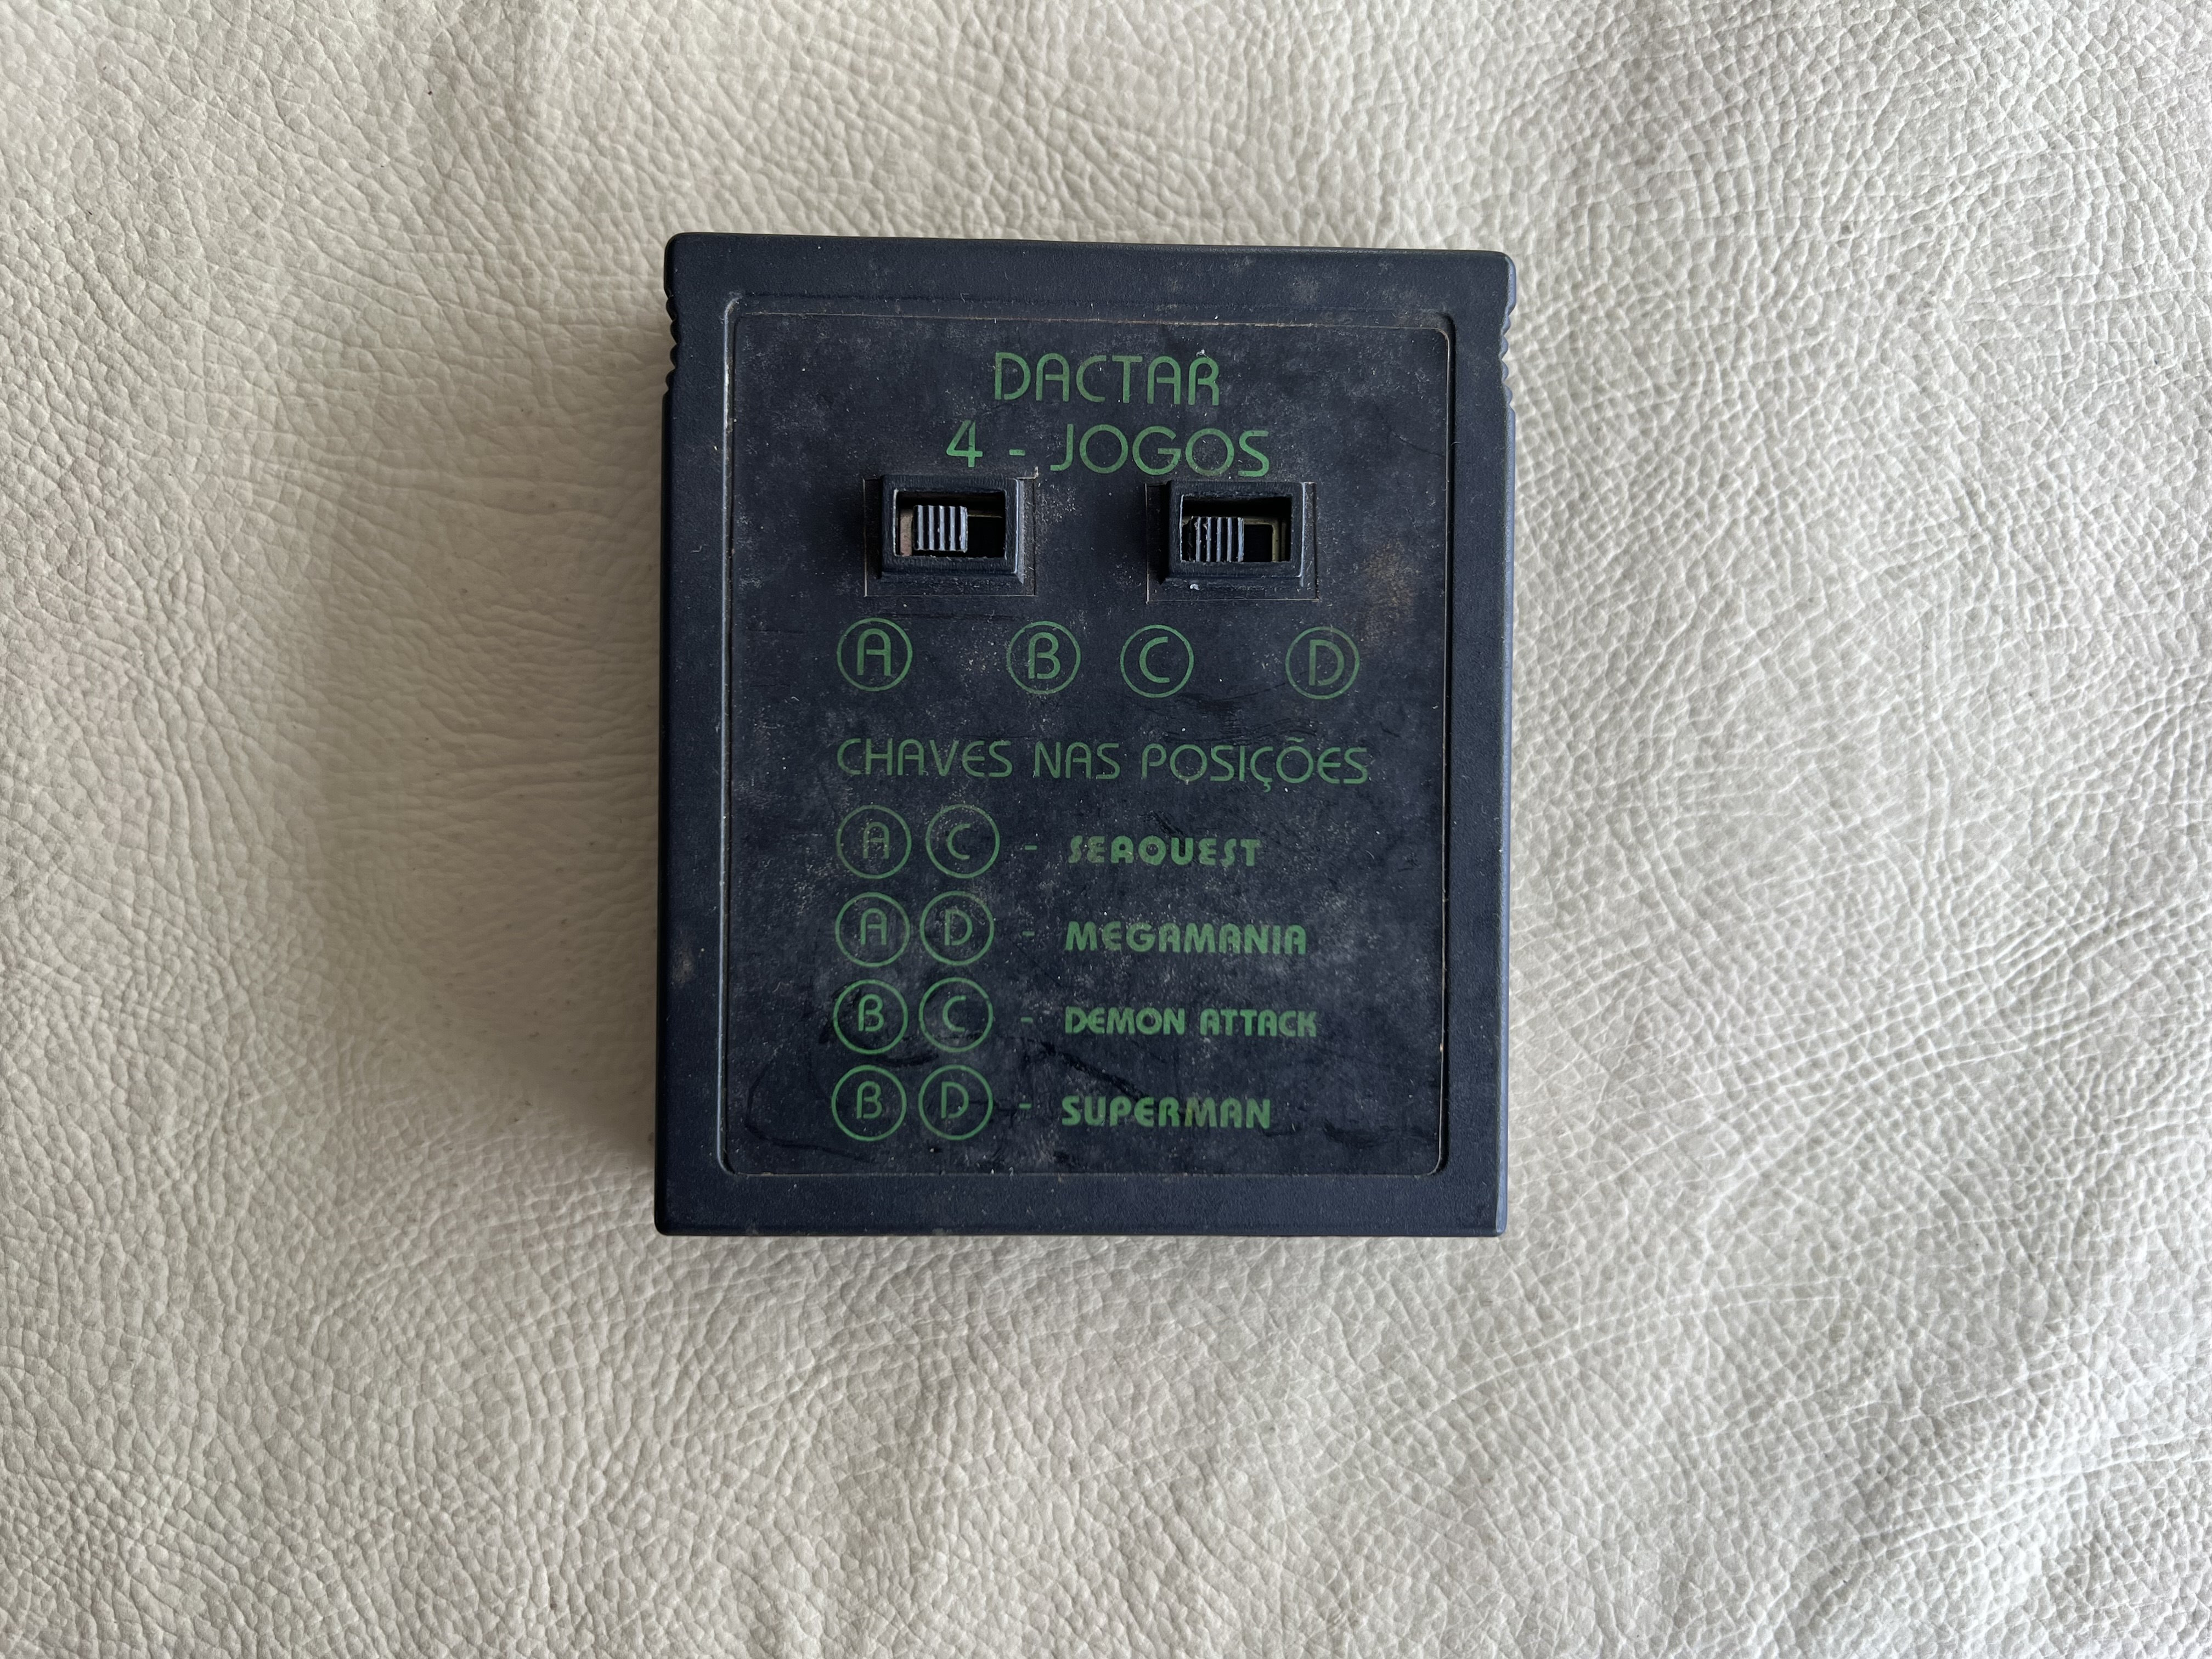 DACTAR
4 - JOGOS
A B C D
CHAVES NAS POSIÇÕES
A C - SEAQUEST
A D - MEGAMANIA
B C - DEMON ATTACK
B D - SUPERMAN